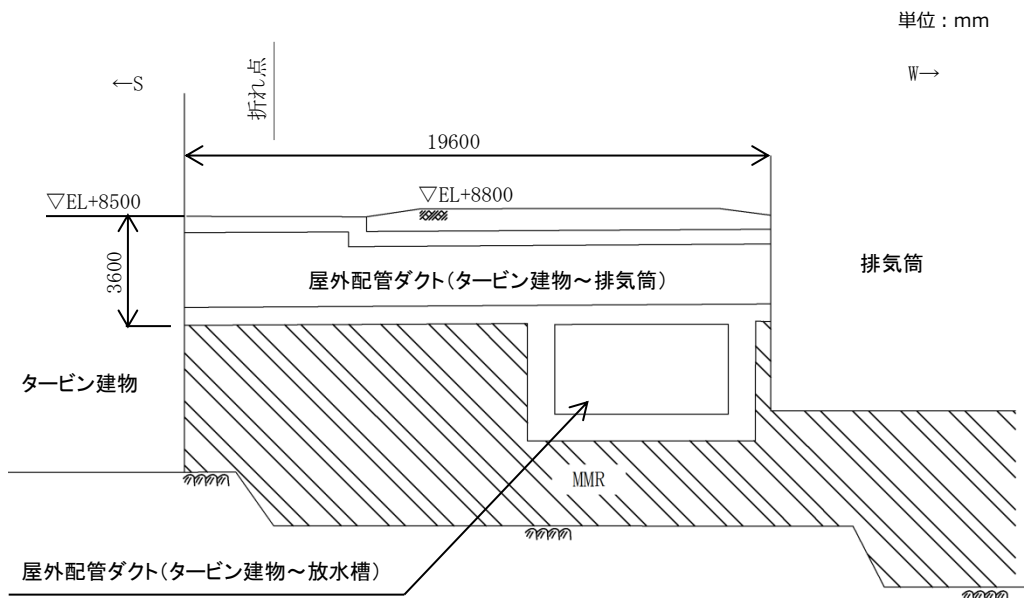 単位：mm
←S
折れ点
W→
19600
▽EL+8500
▽EL+8800
3600
屋外配管ダクト(タービン建物～排気筒)
排気筒
タービン建物
MMR
屋外配管ダクト(タービン建物～放水槽)